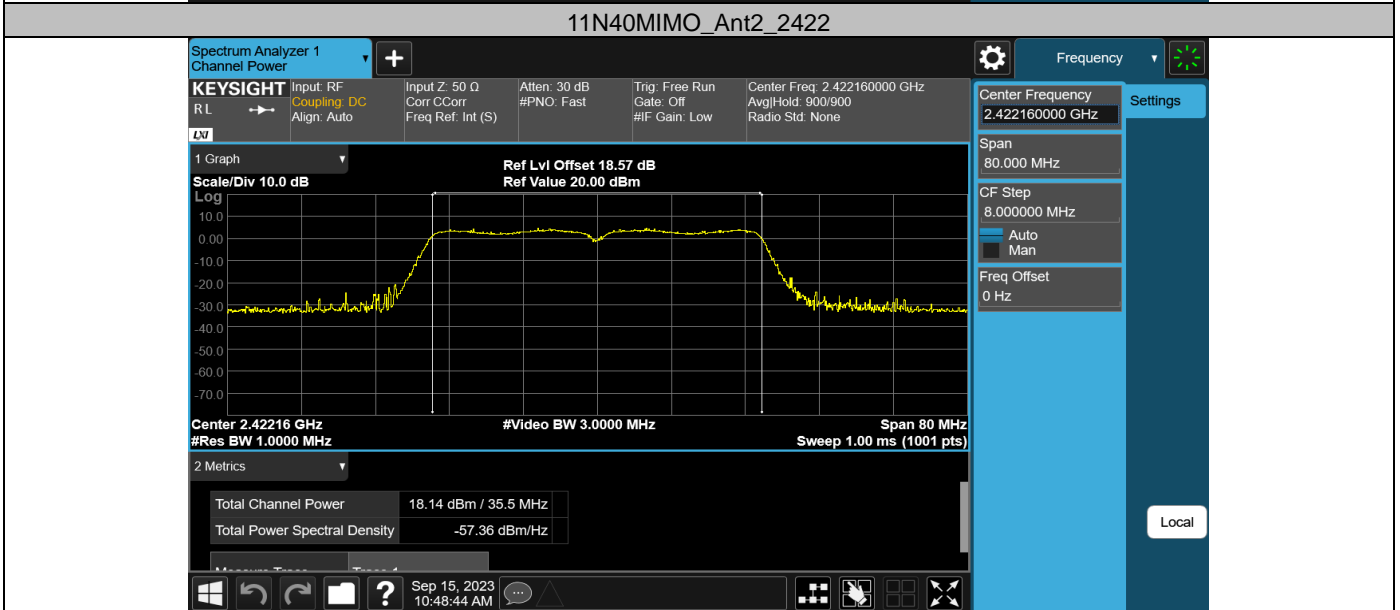 11N40MIMO_Ant2_2422
Spectrum Analyzer 1
Channel Power
+
Frequency
KEYSIGHT
R L
LXI
Input: RF
Coupling: DC
Align: Auto
Input Z: 50 Ω
Corr CCorr
Freq Ref: Int (S)
Atten: 30 dB
#PNO: Fast
Trig: Free Run
Gate: Off
#IF Gain: Low
Center Freq: 2.422160000 GHz
Avg|Hold: 900/900
Radio Std: None
Center Frequency
2.422160000 GHz
Settings
Span
80.000 MHz
CF Step
8.000000 MHz
Auto
Man
Freq Offset
0 Hz
1 Graph
Scale/Div 10.0 dB
Ref Lvl Offset 18.57 dB
Ref Value 20.00 dBm
Log
10.0
0.00
-10.0
-20.0
-30.0
-40.0
-50.0
-60.0
-70.0
Center 2.42216 GHz
#Video BW 3.0000 MHz
Span 80 MHz
#Res BW 1.0000 MHz
Sweep 1.00 ms (1001 pts)
2 Metrics
Total Channel Power 18.14 dBm / 35.5 MHz
Total Power Spectral Density -57.36 dBm/Hz
Measure Trace Trace 1
Local
?
Sep 15, 2023
10:48:44 AM